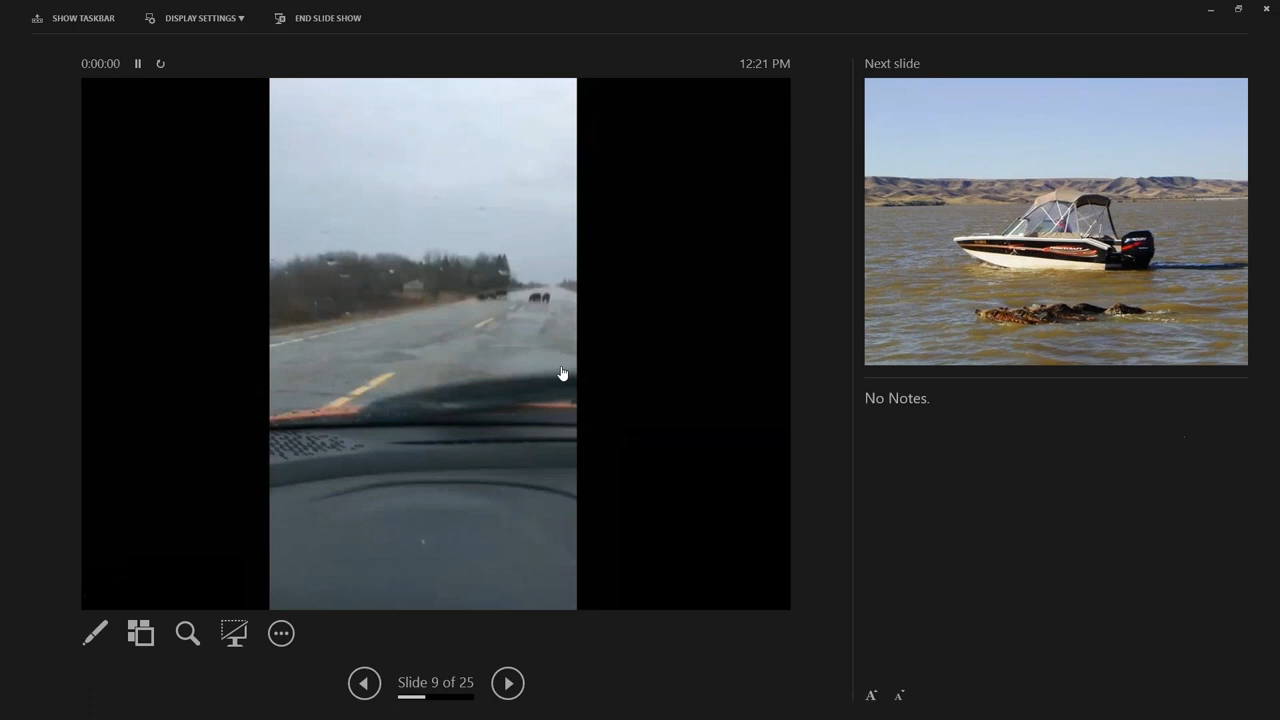 SHOW TASKBAR
DISPLAY SETTINGS ▼
END SLIDE SHOW
0:00:00
12:21 PM
Next slide
No Notes.
Slide 9 of 25
A
A